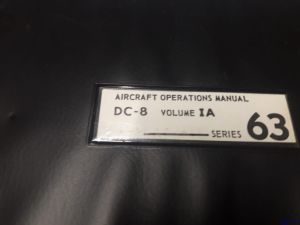 AIRCRAFT OPERATIONS MANUAL
DC-8 VOLUME IA
SERIES 63